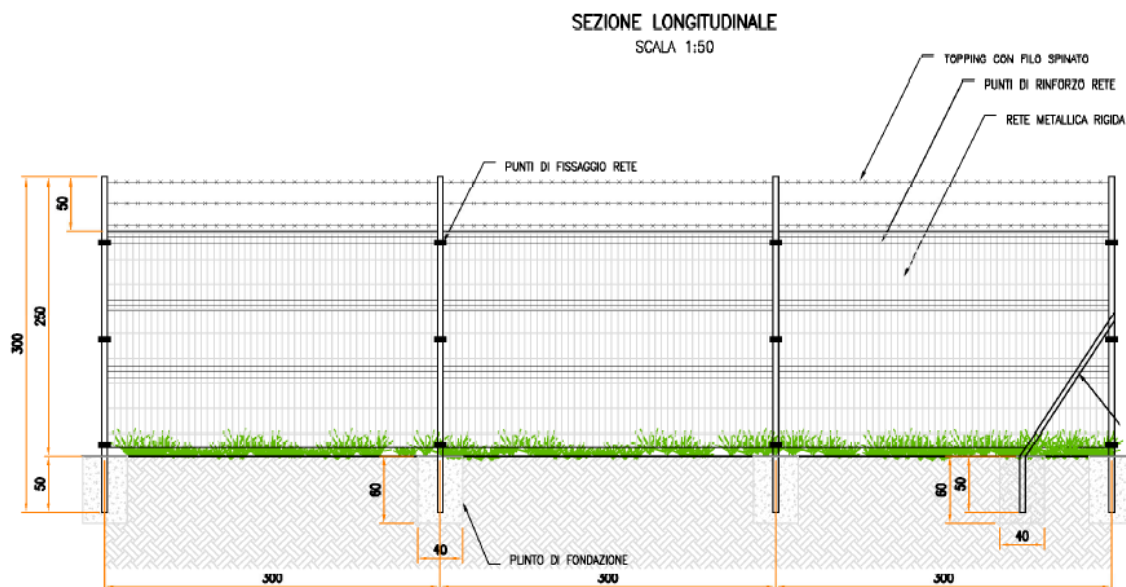 SEZIONE LONGITUDINALE
SCALA 1:50
TOPPING CON FILO SPINATO
PUNTI DI RINFORZO RETE
RETE METALLICA RIGIDA
PUNTI DI FISSAGGIO RETE
50
300
250
50
60
40
PUNTO DI FONDAZIONE
60
50
40
300
300
300